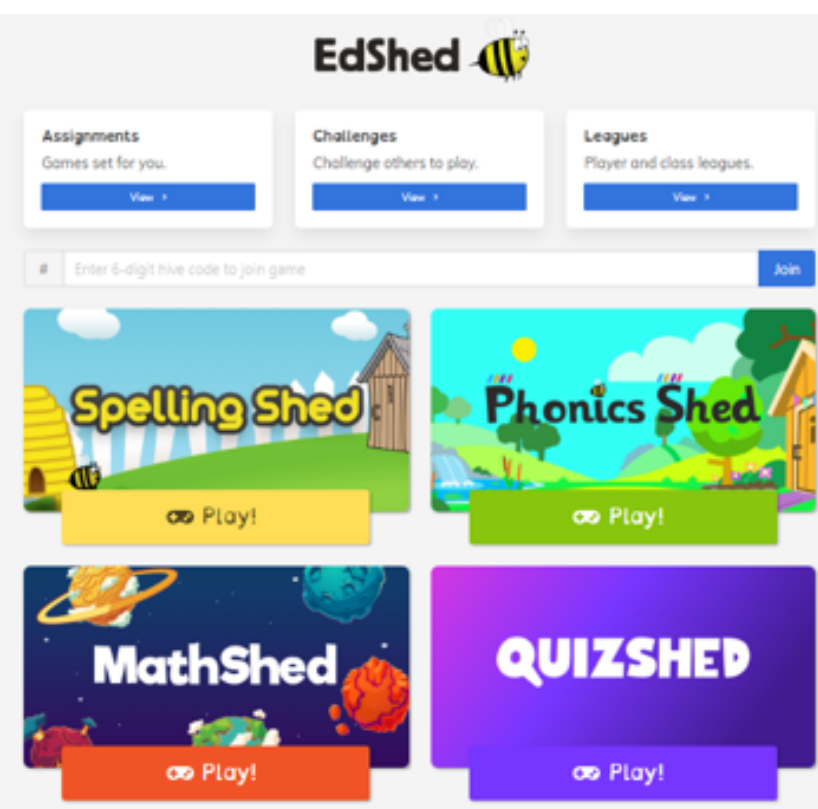 EdShed
Assignments
Games set for you.
View >
Challenges
Challenge others to play.
View >
Leagues
Player and class leagues.
View >
# Enter 6-digit hive code to join game
Join
Spelling Shed
Play!
Phonics Shed
Play!
MathShed
Play!
QUIZSHED
Play!